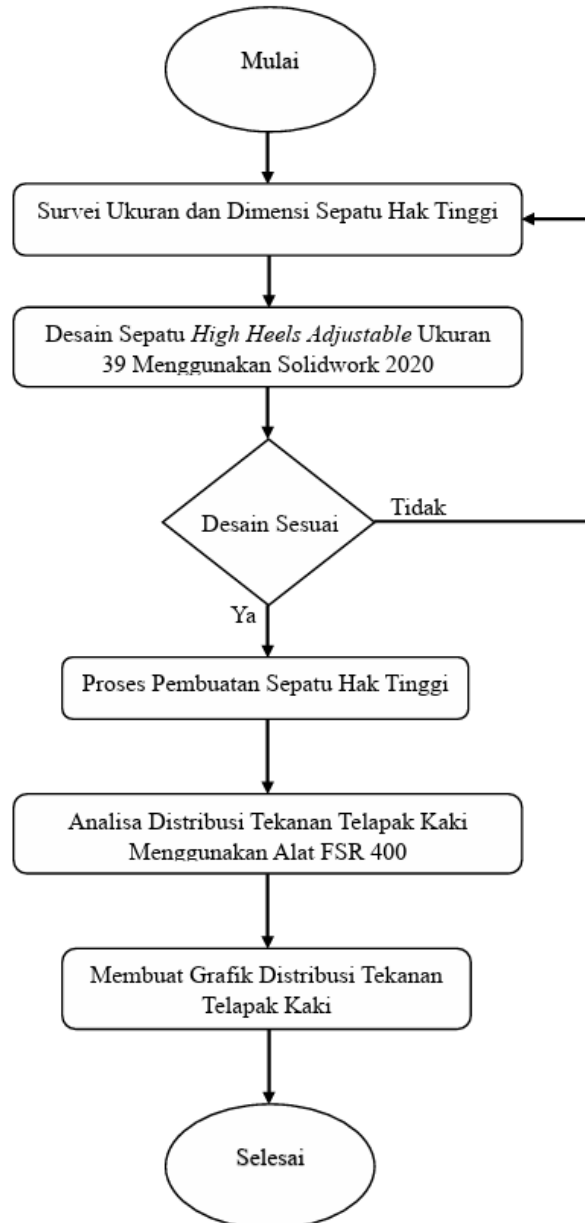 Mulai
Survei Ukuran dan Dimensi Sepatu Hak Tinggi
Desain Sepatu High Heels Adjustable Ukuran
39 Menggunakan Solidwork 2020
Desain Sesuai
Tidak
Ya
Proses Pembuatan Sepatu Hak Tinggi
Analisa Distribusi Tekanan Telapak Kaki
Menggunakan Alat FSR 400
Membuat Grafik Distribusi Tekanan
Telapak Kaki
Selesai